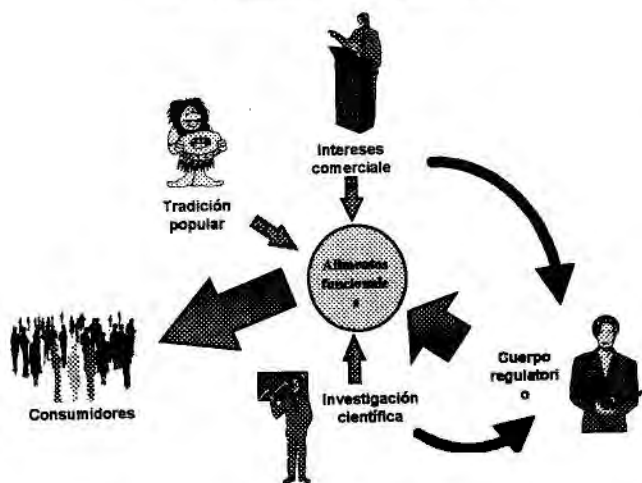 Intereses
comerciale
Tradición
popular
Alimentos
funcionale
s
Cuerpo
regulatori
o
Investigación
científica
Consumidores